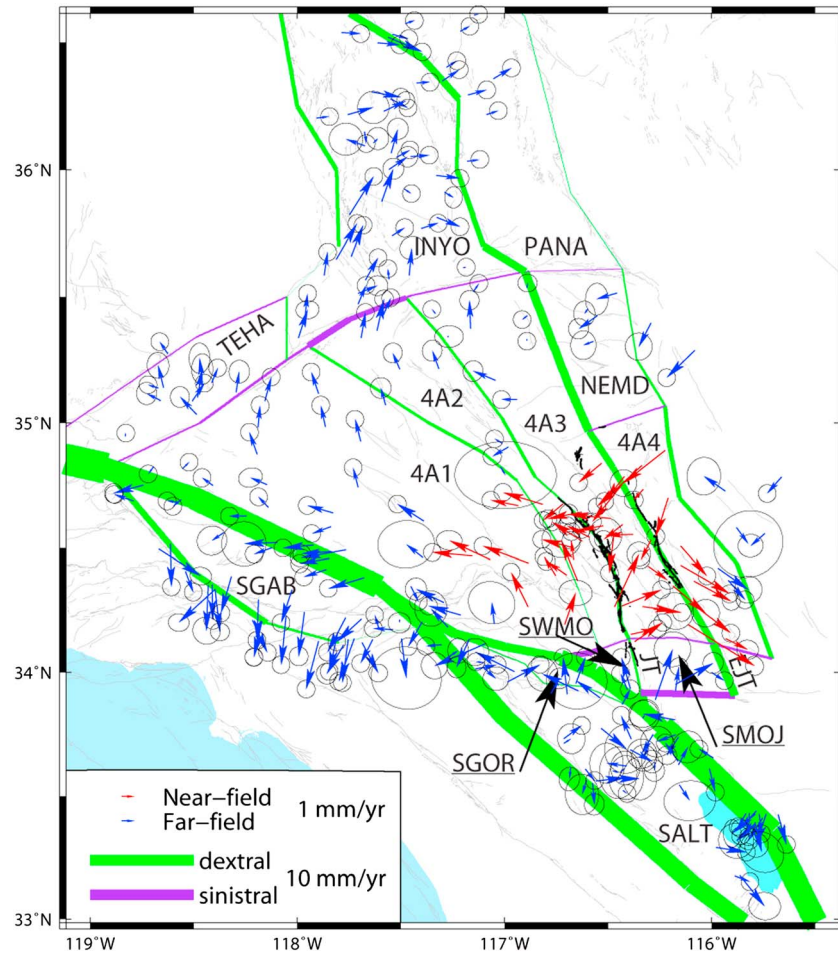 36°N
INYO
PANA
TEHA
NEMD
35°N
4A2
4A3
4A4
4A1
SGAB
SWMO
JT
EJT
34°N
SGOR
SMOJ
SALT
Near-field
1 mm/yr
Far-field
dextral
10 mm/yr
sinistral
33°N
119°W
118°W
117°W
116°W